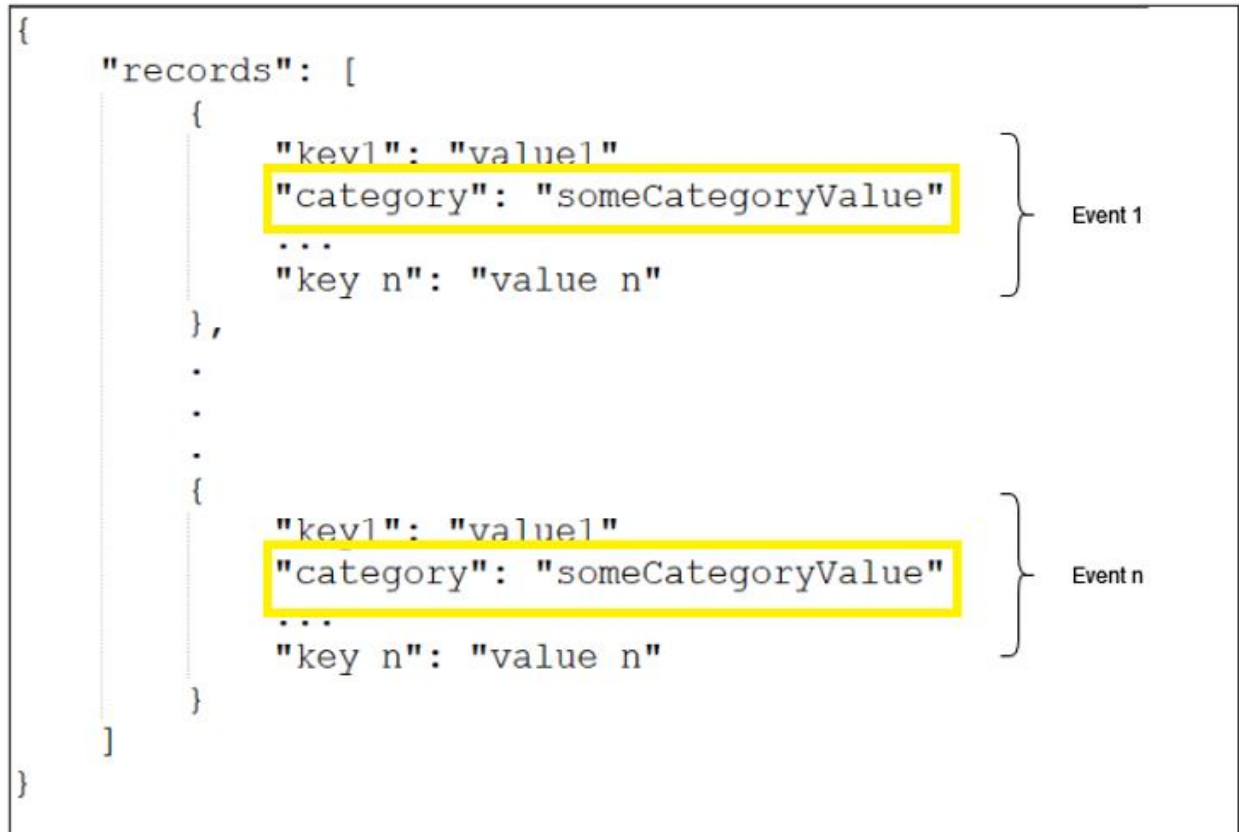 {
"records": [
{
"key1": "value1"
"category": "someCategoryValue"
...
"key n": "value n"
Event 1
},
.
.
.
{
"key1": "value1"
"category": "someCategoryValue"
...
"key n": "value n"
Event n
}
]
}